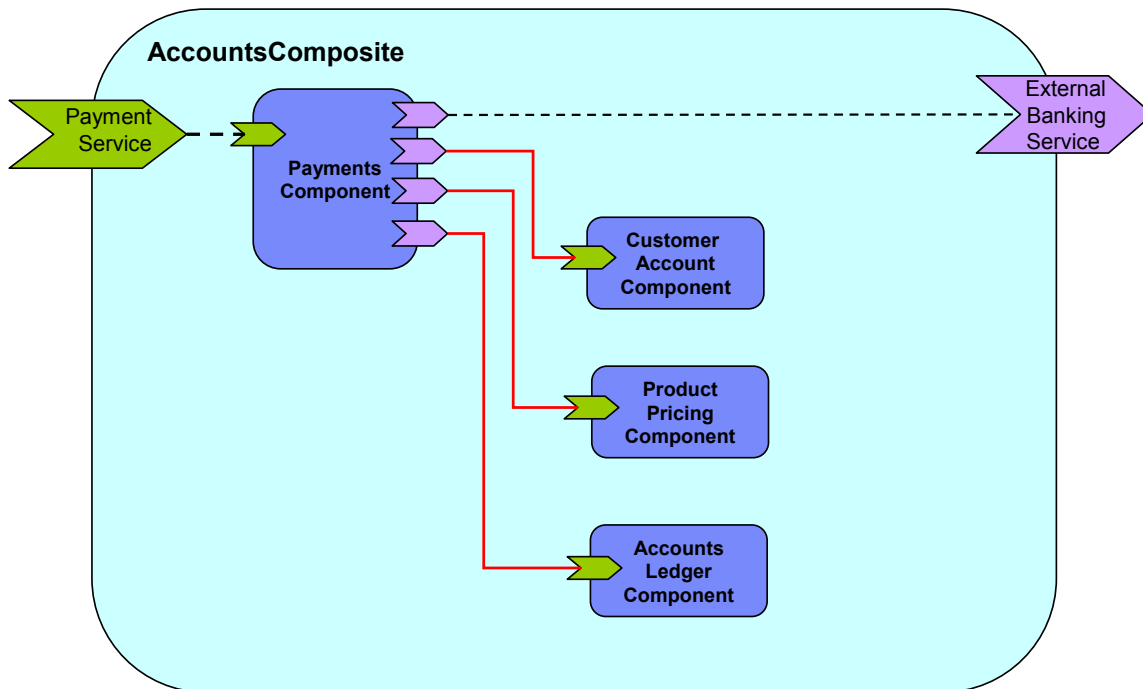 AccountsComposite
Payment
Service
Payments
Component
External
Banking
Service
Customer
Account
Component
Product
Pricing
Component
Accounts
Ledger
Component